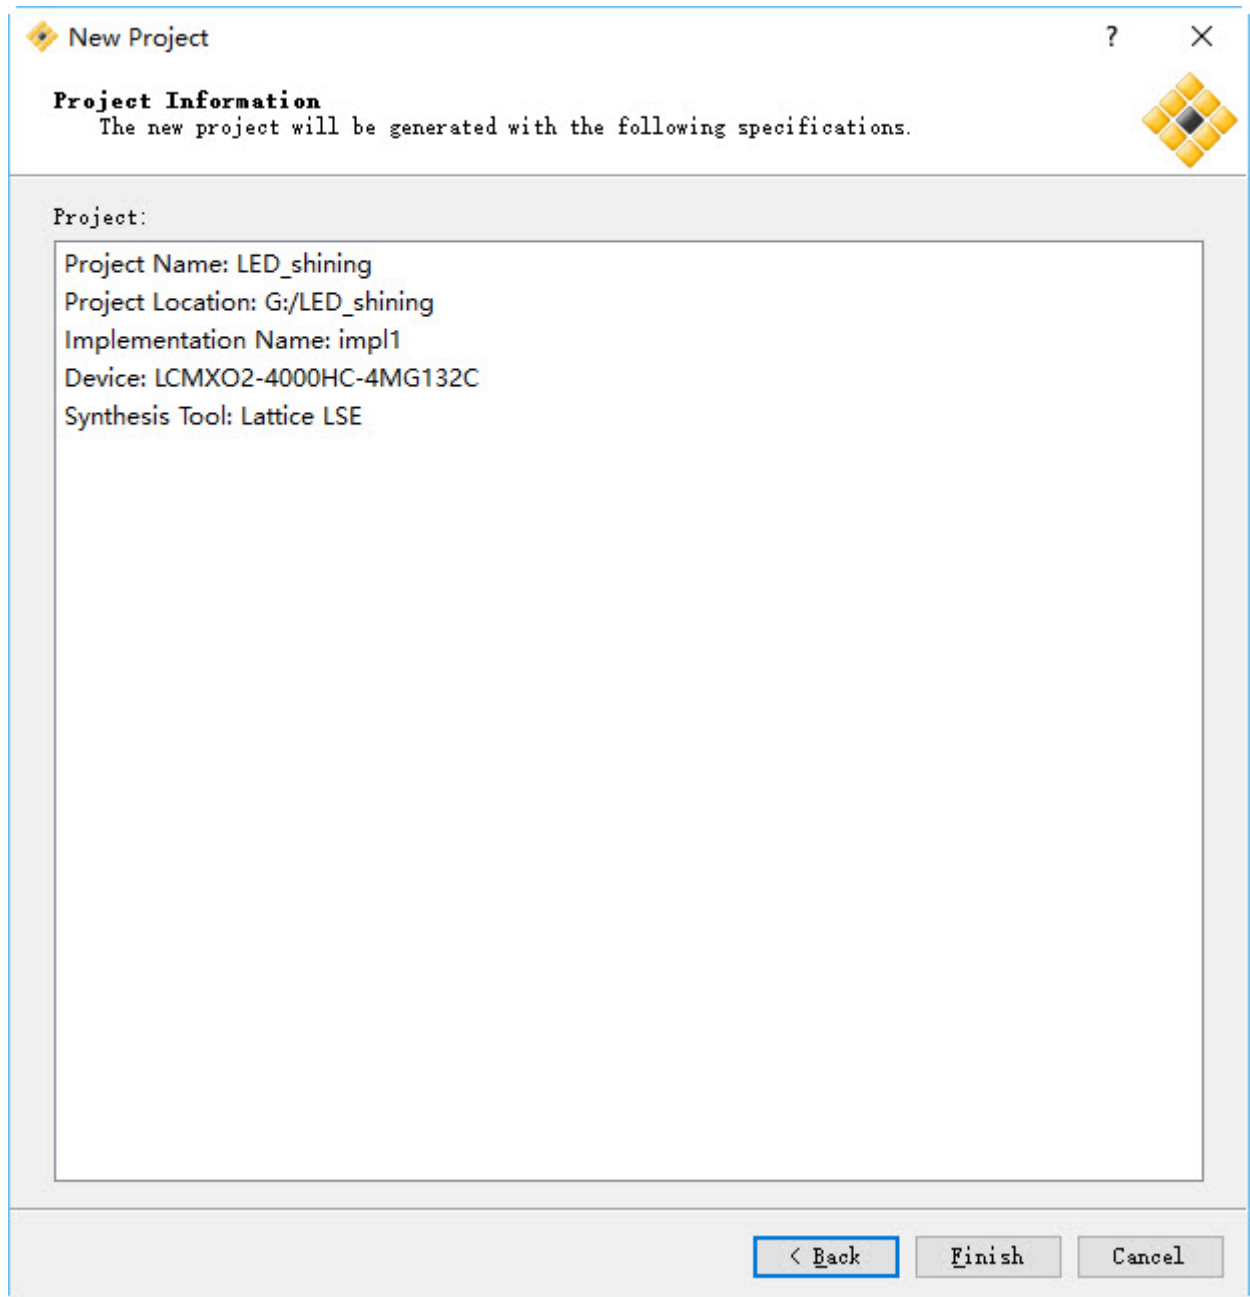 New Project
?
Project Information
The new project will be generated with the following specifications.
Project:
Project Name: LED_shining
Project Location: G:/LED_shining
Implementation Name: impl1
Device: LCMXO2-4000HC-4MG132C
Synthesis Tool: Lattice LSE
< Back
Finish
Cancel